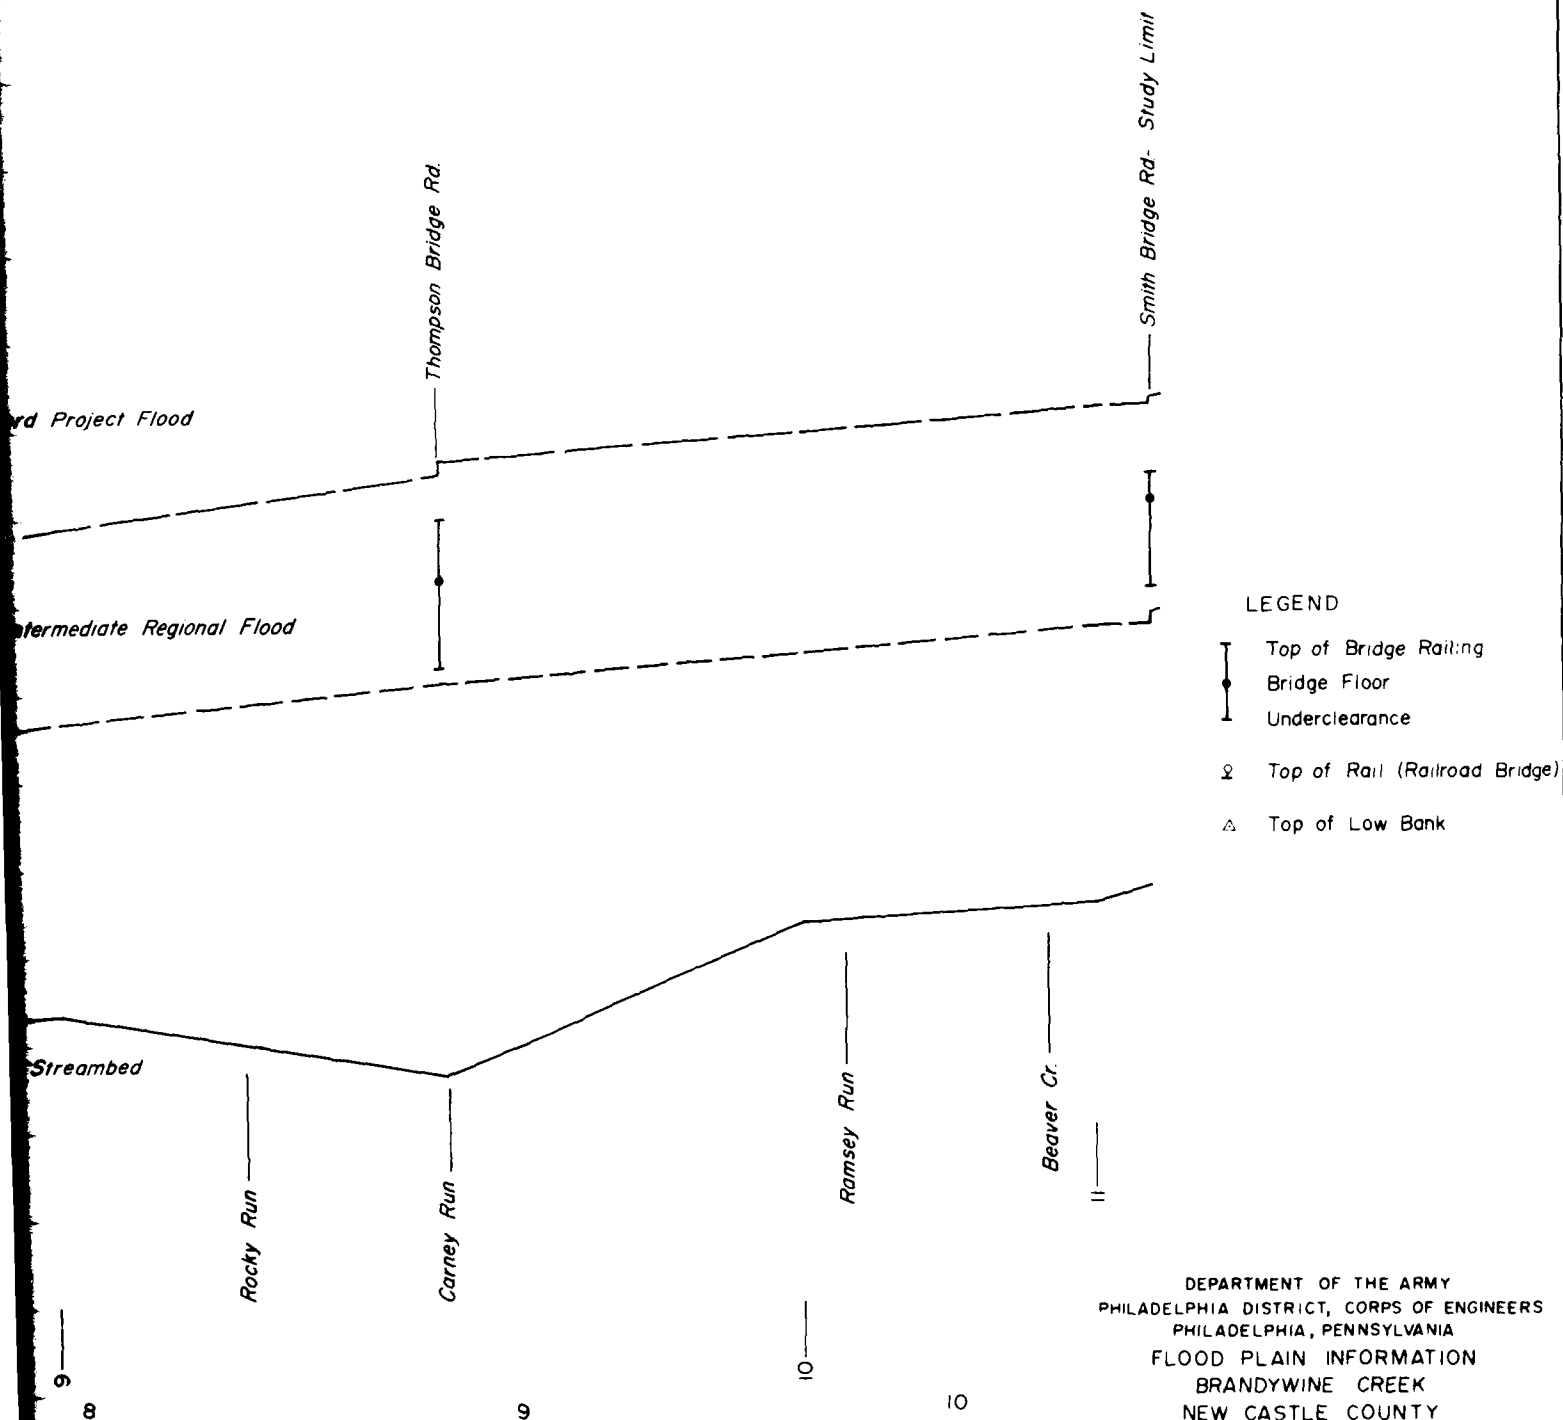 Smith Bridge Rd- Study Limit
Thompson Bridge Rd.
rd Project Flood
ntermediate Regional Flood
LEGEND
Top of Bridge Railing
Bridge Floor
Underclearance
Top of Rail (Railroad Bridge)
Top of Low Bank
Streambed
Rocky Run
Carney Run
Ramsey Run
Beaver Cr.
11
9
10
8
9
10
DEPARTMENT OF THE ARMY
PHILADELPHIA DISTRICT, CORPS OF ENGINEERS
PHILADELPHIA, PENNSYLVANIA
FLOOD PLAIN INFORMATION
BRANDYWINE CREEK
NEW CASTLE COUNTY